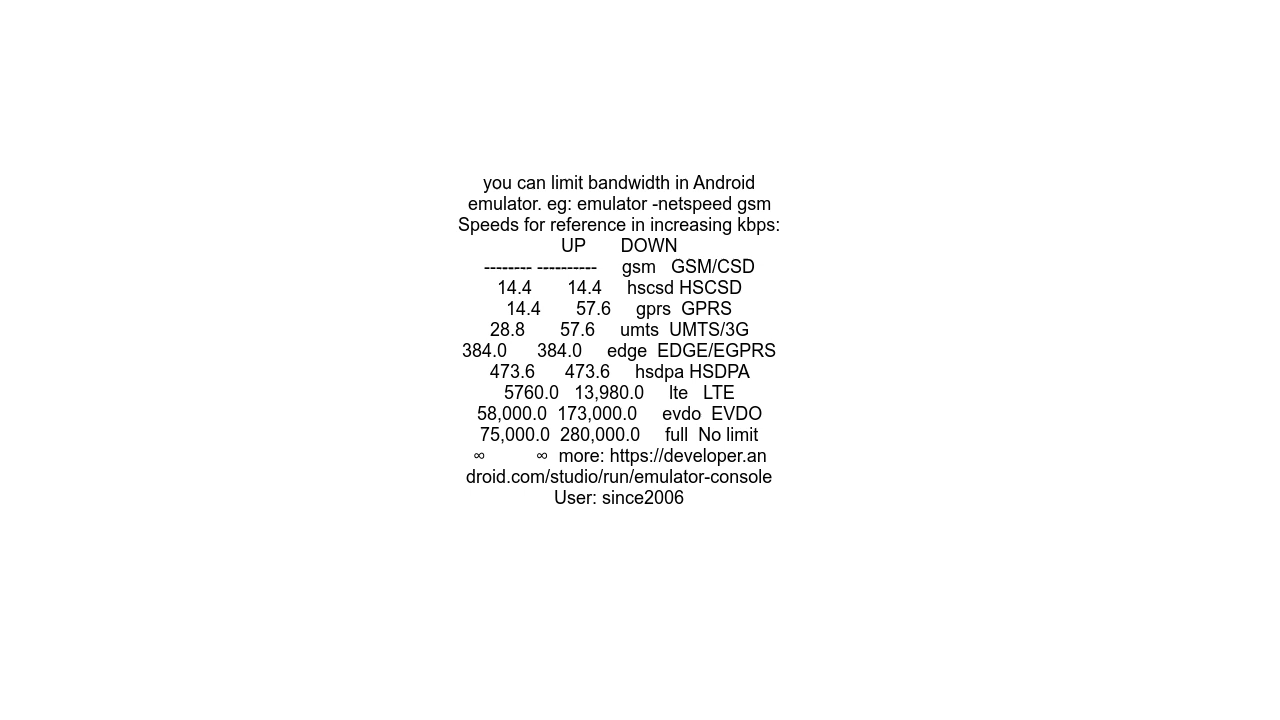 you can limit bandwidth in Android
emulator. eg: emulator -netspeed gsm
Speeds for reference in increasing kbps:
UP       DOWN
-------- ----------     gsm   GSM/CSD
14.4       14.4     hscsd HSCSD
14.4       57.6     gprs  GPRS
28.8       57.6     umts  UMTS/3G
384.0      384.0     edge  EDGE/EGPRS
473.6      473.6     hsdpa HSDPA
5760.0   13,980.0     lte   LTE
58,000.0  173,000.0     evdo  EVDO
75,000.0  280,000.0     full  No limit
∞          ∞  more: https://developer.an
droid.com/studio/run/emulator-console
User: since2006